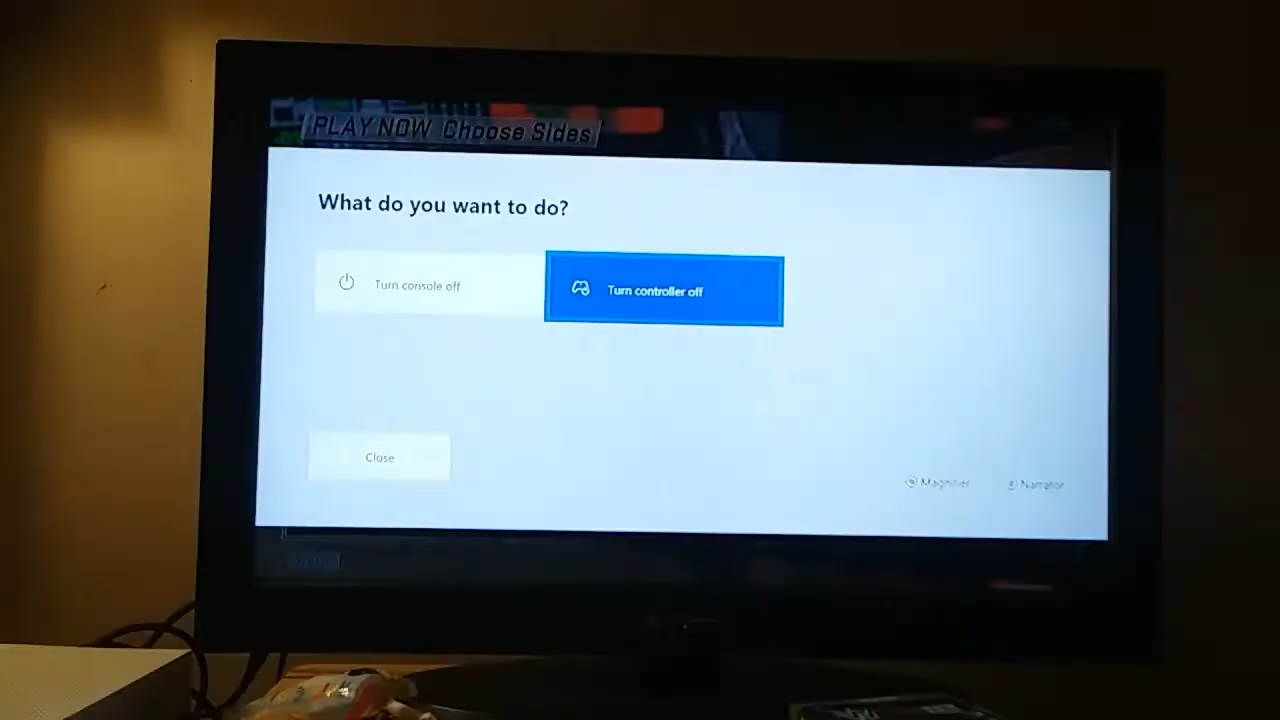 PLAY NOW Choose Sides
What do you want to do?
Turn console off
Turn controller off
Close
Magnifier
Narrator